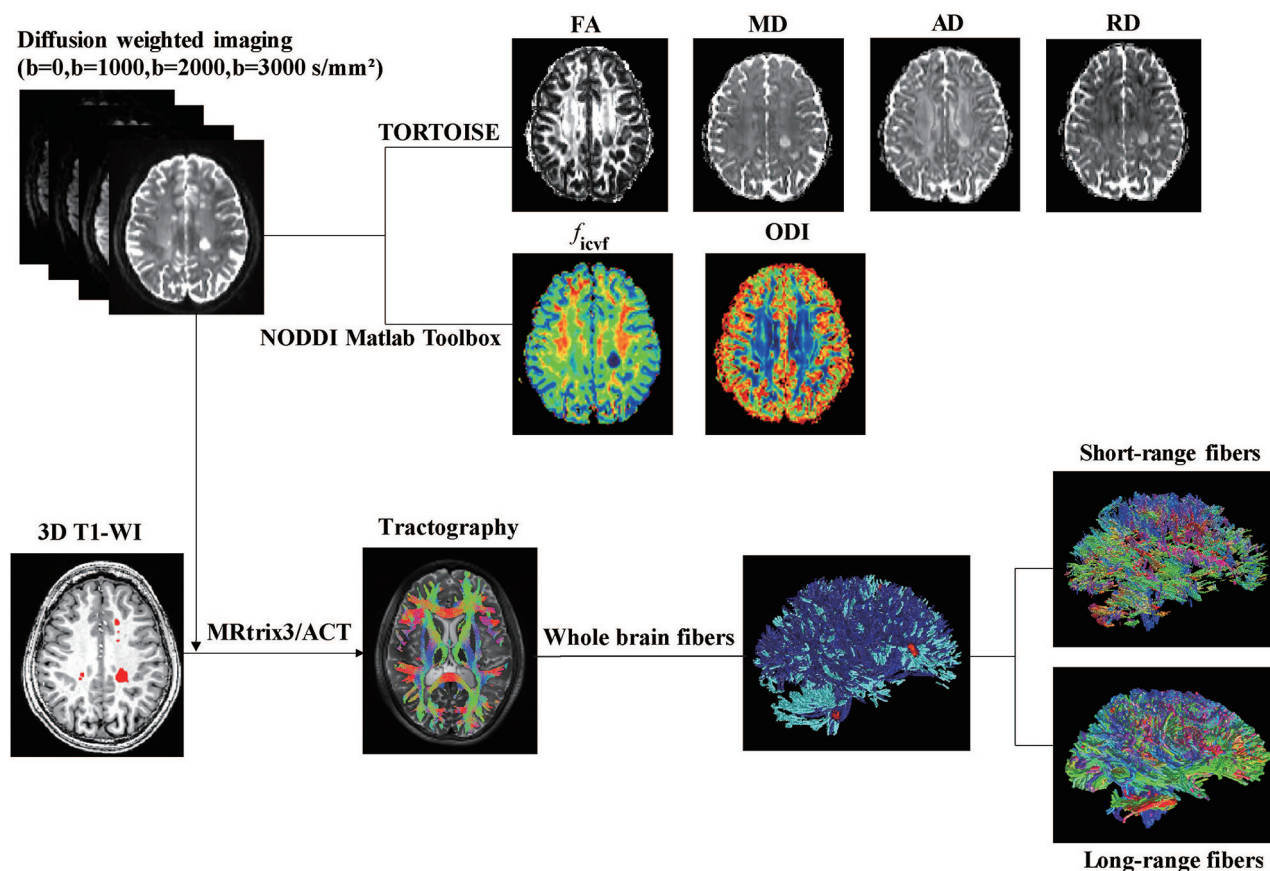 Diffusion weighted imaging
(b=0,b=1000,b=2000,b=3000 s/mm²)
FA
MD
AD
RD
TORTOISE
ficvf
ODI
NODDI Matlab Toolbox
3D T1-WI
MRtrix3/ACT
Tractography
Whole brain fibers
Short-range fibers
Long-range fibers